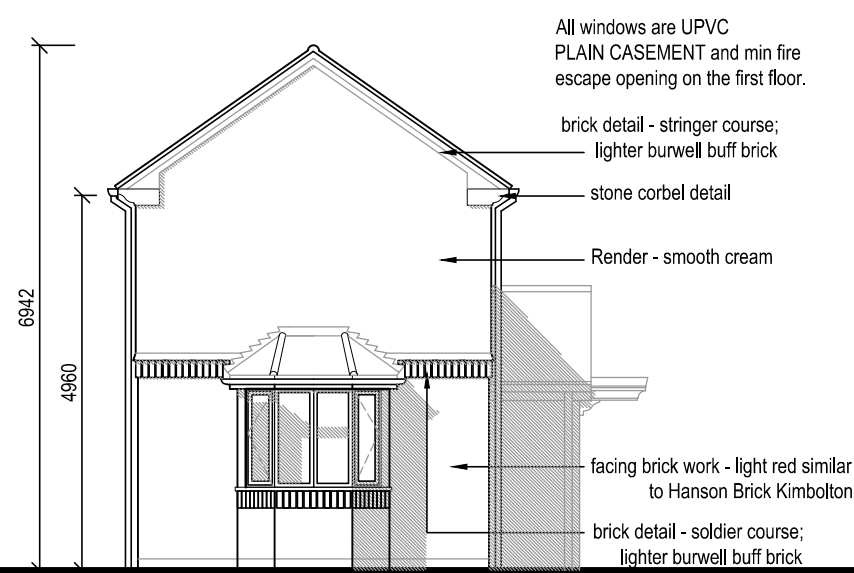 All windows are UPVC
PLAIN CASEMENT and min fire
escape opening on the first floor.
brick detail - stringer course;
lighter burwell buff brick
stone corbel detail
Render - smooth cream
6942
4960
facing brick work - light red similar
to Hanson Brick Kimbolton
brick detail - soldier course;
lighter burwell buff brick